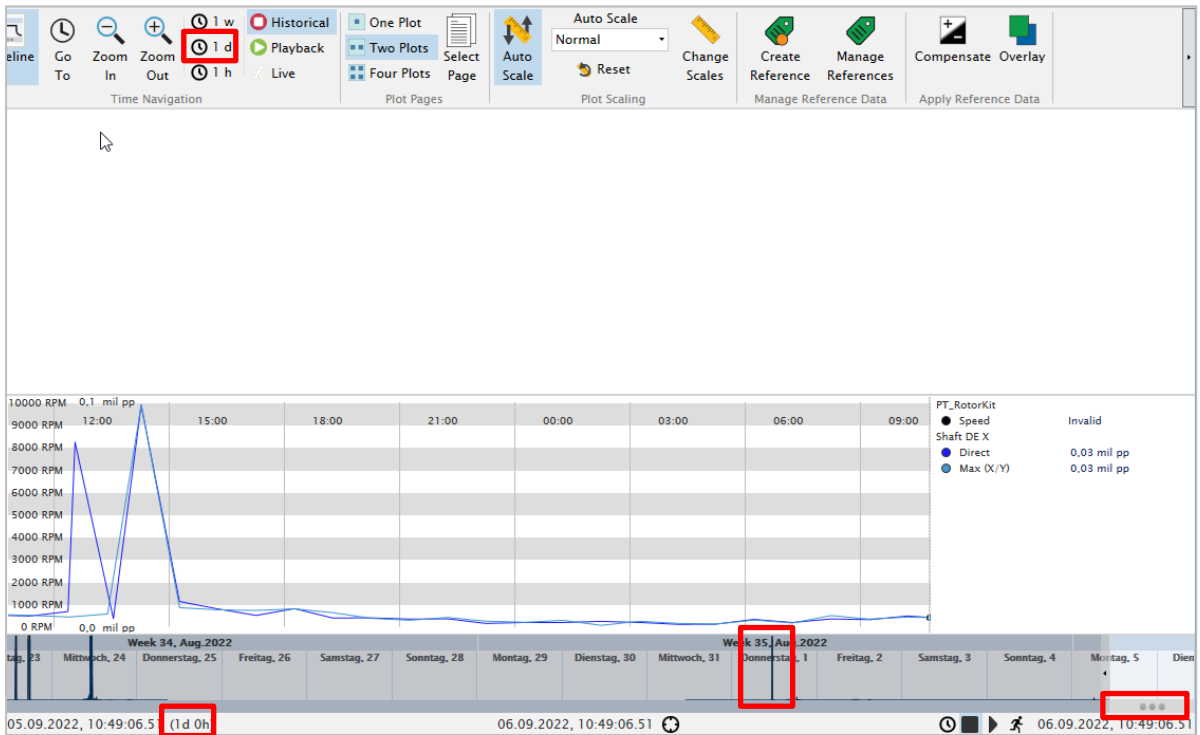 eline
Go To
Zoom In
Zoom Out
1 w
1 d
1 h
Time Navigation
Historical
Playback
Live
One Plot
Two Plots
Four Plots
Select Page
Plot Pages
Auto Scale
Auto Scale
Normal
Reset
Change Scales
Plot Scaling
Create Reference
Manage References
Manage Reference Data
Compensate
Overlay
Apply Reference Data
10000 RPM 0,1 mil pp
12:00 15:00 18:00 21:00 00:00 03:00 06:00 09:00
9000 RPM
8000 RPM
7000 RPM
6000 RPM
5000 RPM
4000 RPM
3000 RPM
2000 RPM
1000 RPM
0 RPM 0,0 mil pp
PT_RotorKit
Speed Invalid
Shaft DE X
Direct 0,03 mil pp
Max (X/Y) 0,03 mil pp
Week 34, Aug.2022 Week 35, Aug.2022
tag, 23 Mittwoch, 24 Donnerstag, 25 Freitag, 26 Samstag, 27 Sonntag, 28 Montag, 29 Dienstag, 30 Mittwoch, 31 Donnerstag, 1 Freitag, 2 Samstag, 3 Sonntag, 4 Montag, 5 Dien
05.09.2022, 10:49:06.51 (1d 0h) 06.09.2022, 10:49:06.51 06.09.2022, 10:49:06.51